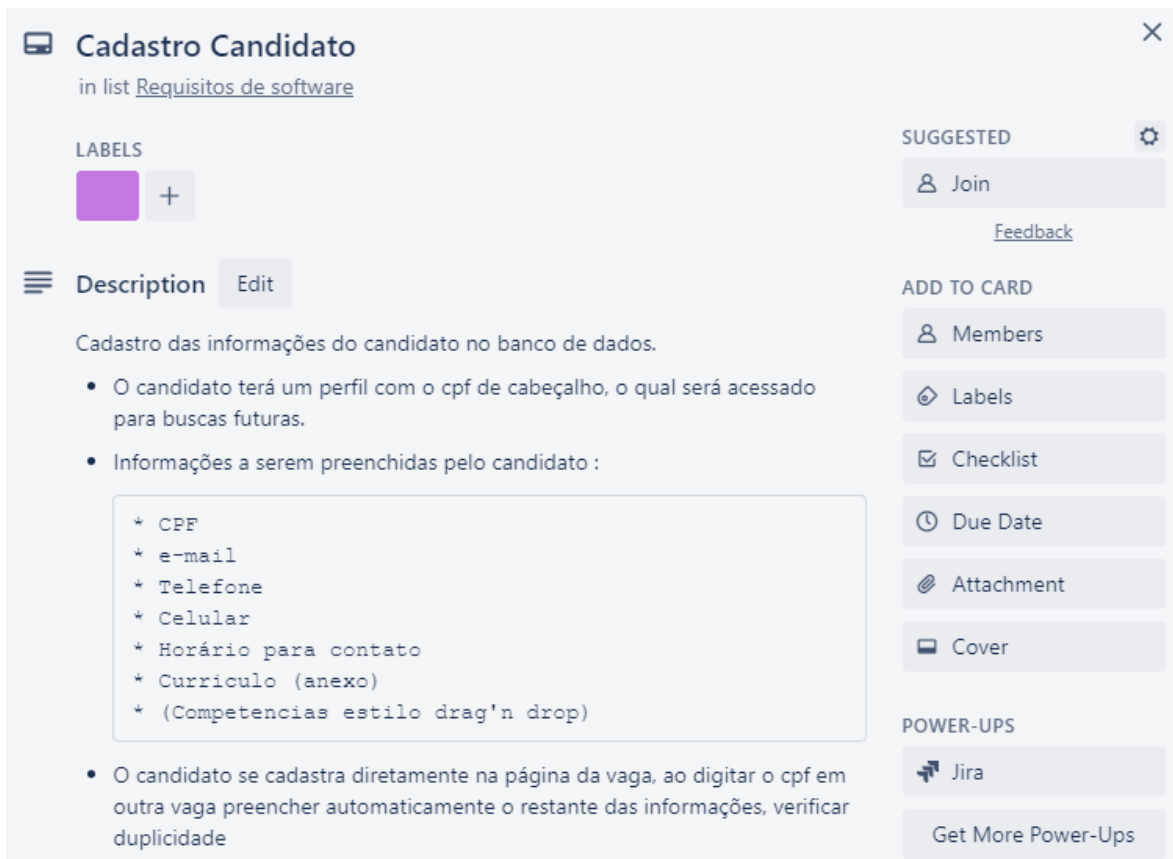 Cadastro Candidato
in list Requisitos de software
LABELS
+
Description Edit
Cadastro das informações do candidato no banco de dados.
• O candidato terá um perfil com o cpf de cabeçalho, o qual será acessado
para buscas futuras.
• Informações a serem preenchidas pelo candidato :
* CPF
* e-mail
* Telefone
* Celular
* Horário para contato
* Curriculo (anexo)
* (Competencias estilo drag'n drop)
• O candidato se cadastra diretamente na página da vaga, ao digitar o cpf em
outra vaga preencher automaticamente o restante das informações, verificar
duplicidade
SUGGESTED
Join
Feedback
ADD TO CARD
Members
Labels
Checklist
Due Date
Attachment
Cover
POWER-UPS
Jira
Get More Power-Ups